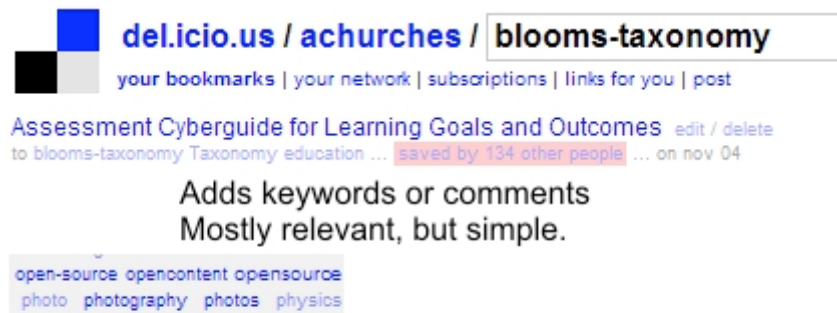 del.icio.us / achurches / blooms-taxonomy
your bookmarks | your network | subscriptions | links for you | post
Assessment Cyberguide for Learning Goals and Outcomes edit / delete
to blooms-taxonomy Taxonomy education ... saved by 134 other people ... on nov 04
Adds keywords or comments
Mostly relevant, but simple.
open-source opencontent opensource
photo photography photos physics